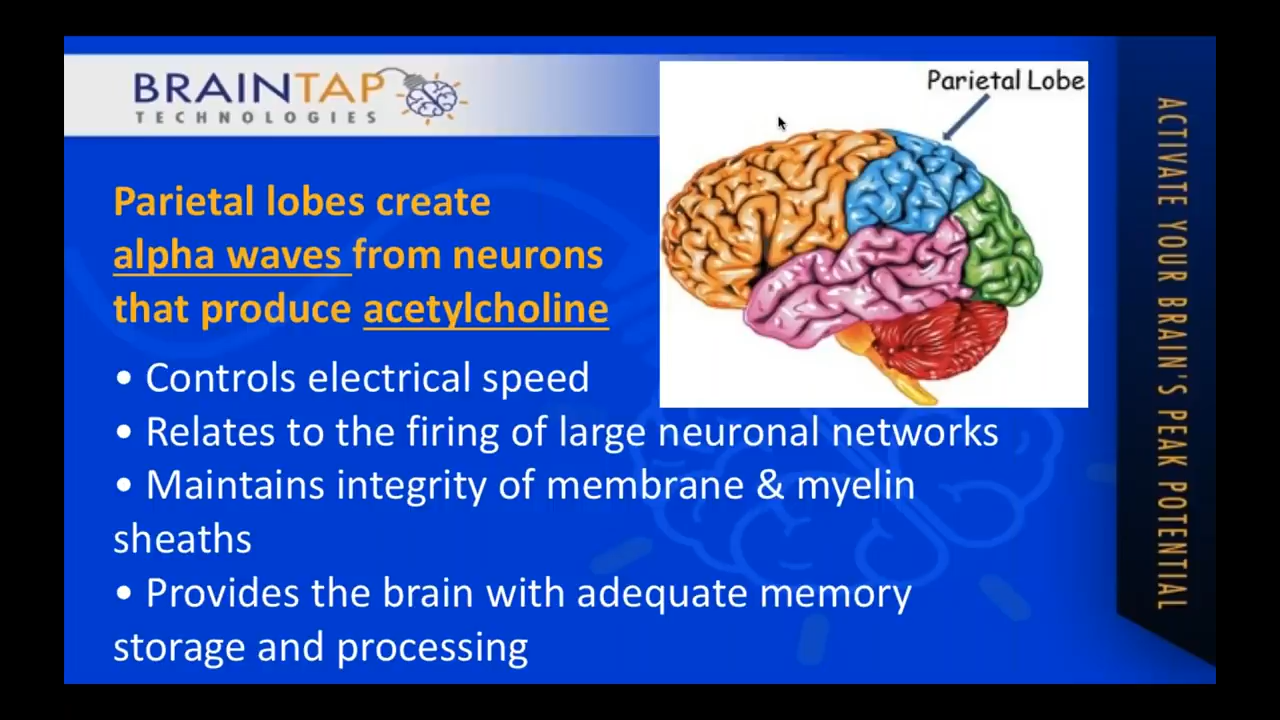 BRAINTAP
TECHNOLOGIES
Parietal Lobe
Parietal lobes create
alpha waves from neurons
that produce acetylcholine
• Controls electrical speed
• Relates to the firing of large neuronal networks
• Maintains integrity of membrane & myelin
sheaths
• Provides the brain with adequate memory
storage and processing
ACTIVATE YOUR BRAIN'S PEAK POTENTIAL